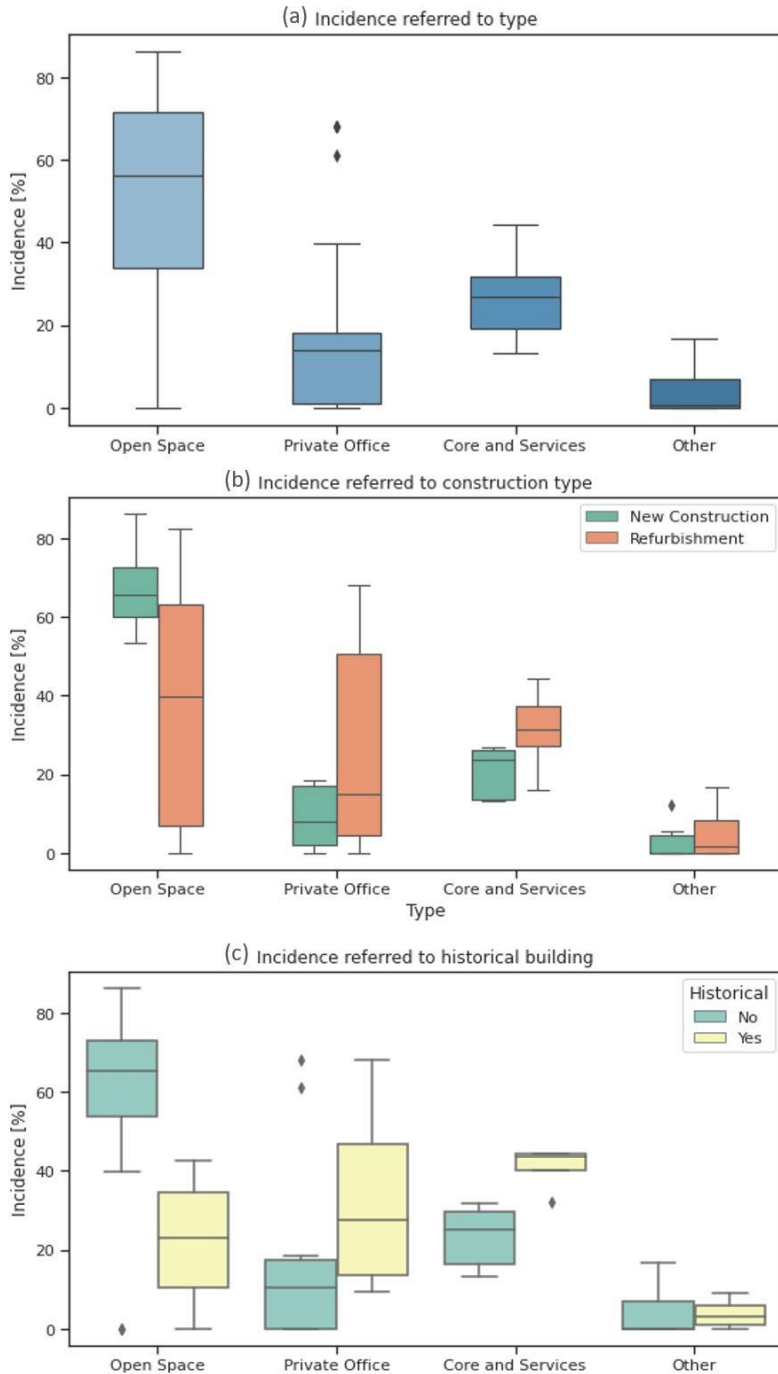 (a) Incidence referred to type
Incidence [%]
80
60
40
20
0
Open Space Private Office Core and Services Other
(b) Incidence referred to construction type
New Construction
Refurbishment
Incidence [%]
80
60
40
20
0
Open Space Private Office Core and Services Other
Type
(c) Incidence referred to historical building
Historical
No
Yes
Incidence [%]
80
60
40
20
0
Open Space Private Office Core and Services Other